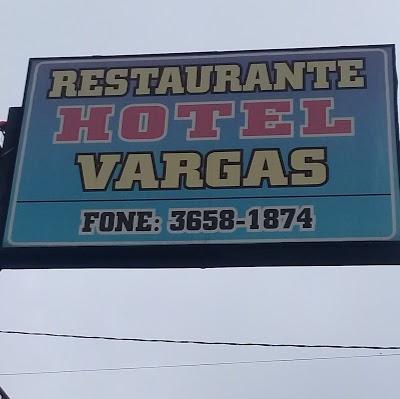 RESTAURANTE
HOTEL
VARGAS
FONE: 3658-1874